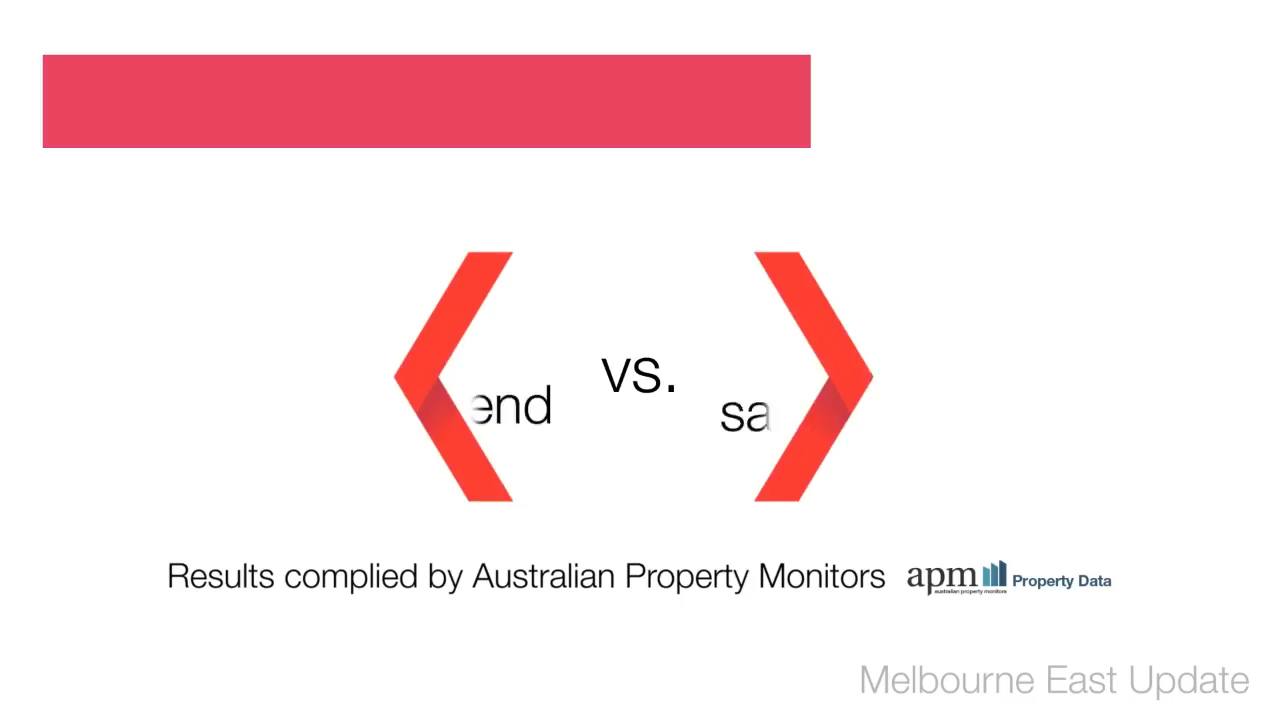 vs.
end
sa
Results complied by Australian Property Monitors
apm
australian property monitors
Property Data
Melbourne East Update